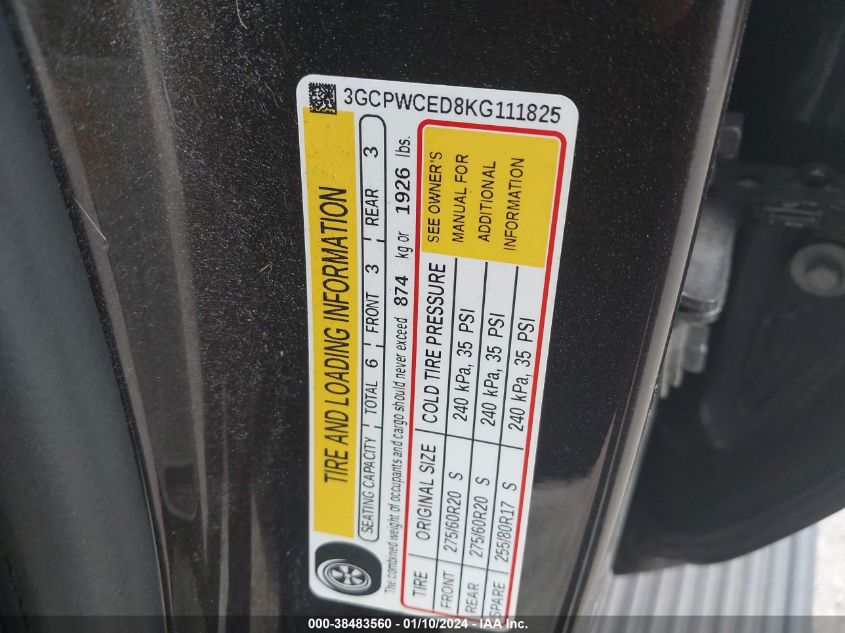 3GCPWCED8KG111825
TIRE AND LOADING INFORMATION
SEATING CAPACITY TOTAL 6 FRONT 3 REAR 3
The combined weight of occupants and cargo should never exceed 874 kg or 1926 lbs.
TIRE ORIGINAL SIZE COLD TIRE PRESSURE SEE OWNER'S
FRONT 275/60R20 S 240 kPa, 35 PSI MANUAL FOR
REAR 275/60R20 S 240 kPa, 35 PSI ADDITIONAL
SPARE 255/80R17 S 240 kPa, 35 PSI INFORMATION
000-38483560 - 01/10/2024 - IAA Inc.